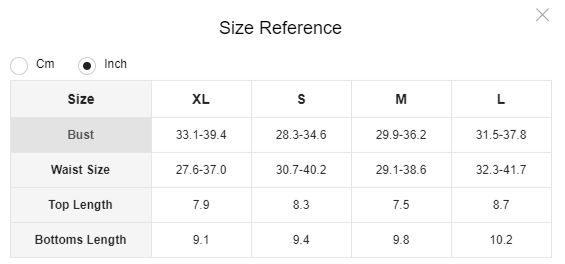 Size Reference
Cm Inch
Size XL S M L
Bust 33.1-39.4 28.3-34.6 29.9-36.2 31.5-37.8
Waist Size 27.6-37.0 30.7-40.2 29.1-38.6 32.3-41.7
Top Length 7.9 8.3 7.5 8.7
Bottoms Length 9.1 9.4 9.8 10.2